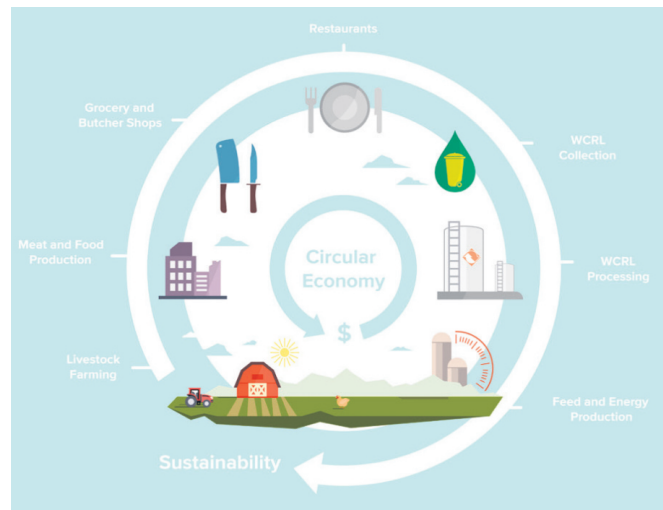 Restaurants
Grocery and
Butcher Shops
WCRL
Collection
Meat and Food
Production
Circular
Economy
WCRL
Processing
$
Livestock
Farming
Feed and Energy
Production
Sustainability